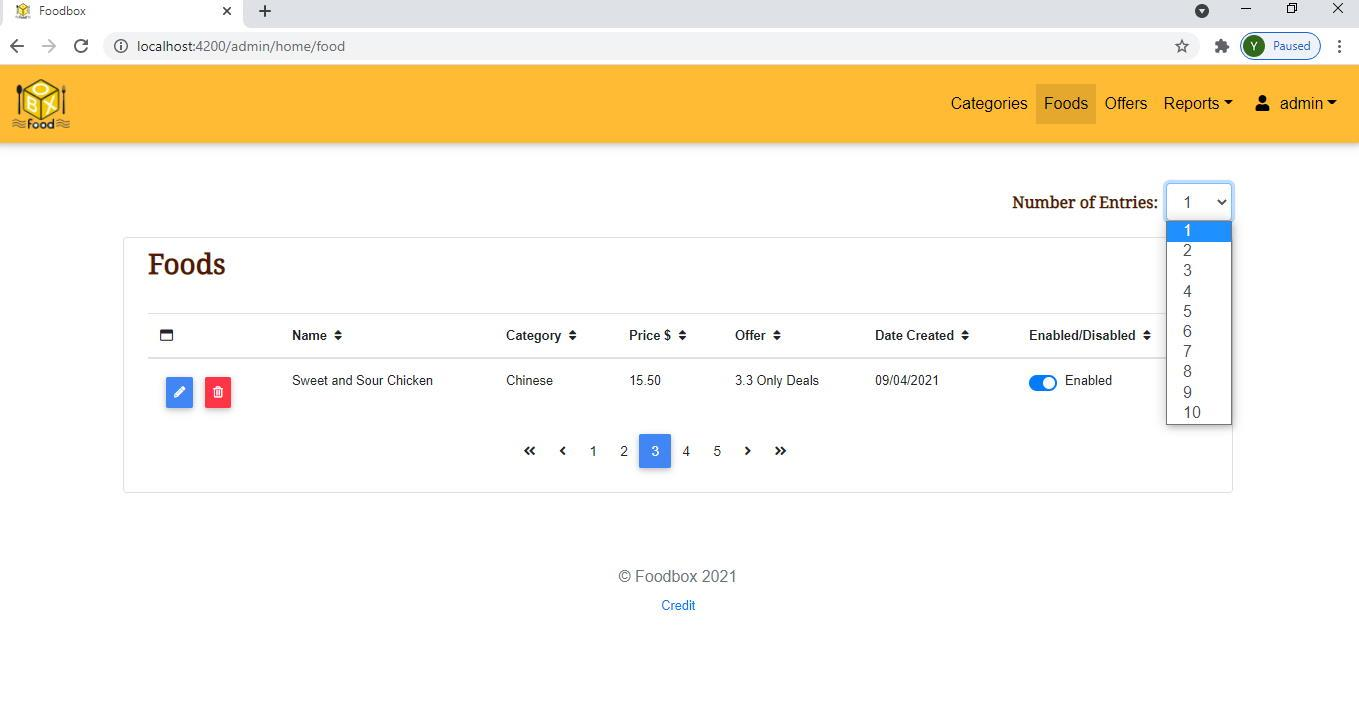 Foodbox
localhost:4200/admin/home/food
Y Paused
O B X food
Categories Foods Offers Reports admin
Number of Entries: 1
1
2
3
4
5
6
7
8
9
10
Foods
Name Category Price $ Offer Date Created Enabled/Disabled
Sweet and Sour Chicken Chinese 15.50 3.3 Only Deals 09/04/2021 Enabled
« ‹ 1 2 3 4 5 › »
© Foodbox 2021
Credit